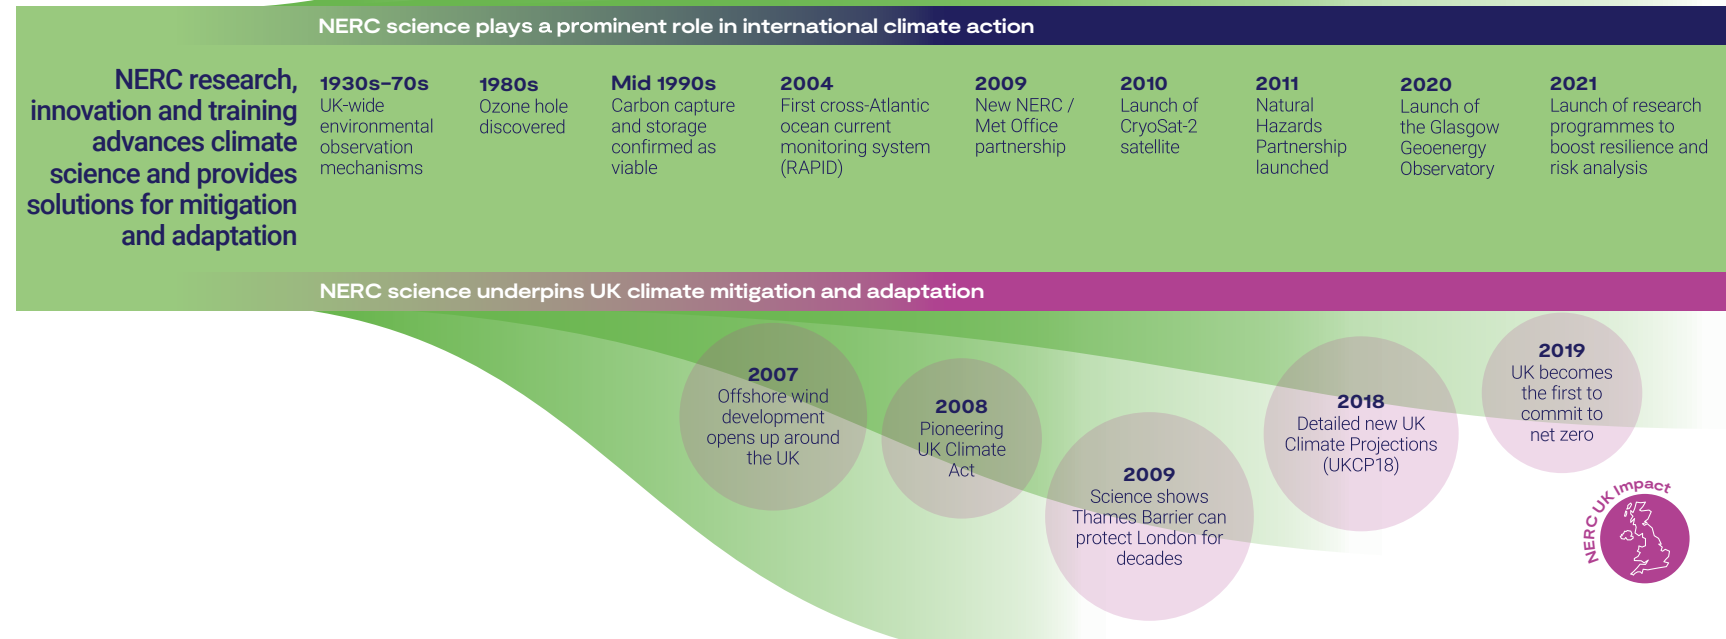 NERC science plays a prominent role in international climate action
NERC research,
innovation and training
advances climate
science and provides
solutions for mitigation
and adaptation
1930s–70s
UK-wide
environmental
observation
mechanisms
1980s
Ozone hole
discovered
Mid 1990s
Carbon capture
and storage
confirmed as
viable
2004
First cross-Atlantic
ocean current
monitoring system
(RAPID)
2009
New NERC /
Met Office
partnership
2010
Launch of
CryoSat-2
satellite
2011
Natural
Hazards
Partnership
launched
2020
Launch of
the Glasgow
Geoenergy
Observatory
2021
Launch of research
programmes to
boost resilience and
risk analysis
NERC science underpins UK climate mitigation and adaptation
2007
Offshore wind
development
opens up around
the UK
2008
Pioneering
UK Climate
Act
2009
Science shows
Thames Barrier can
protect London for
decades
2018
Detailed new UK
Climate Projections
(UKCP18)
2019
UK becomes
the first to
commit to
net zero
NERC UK Impact